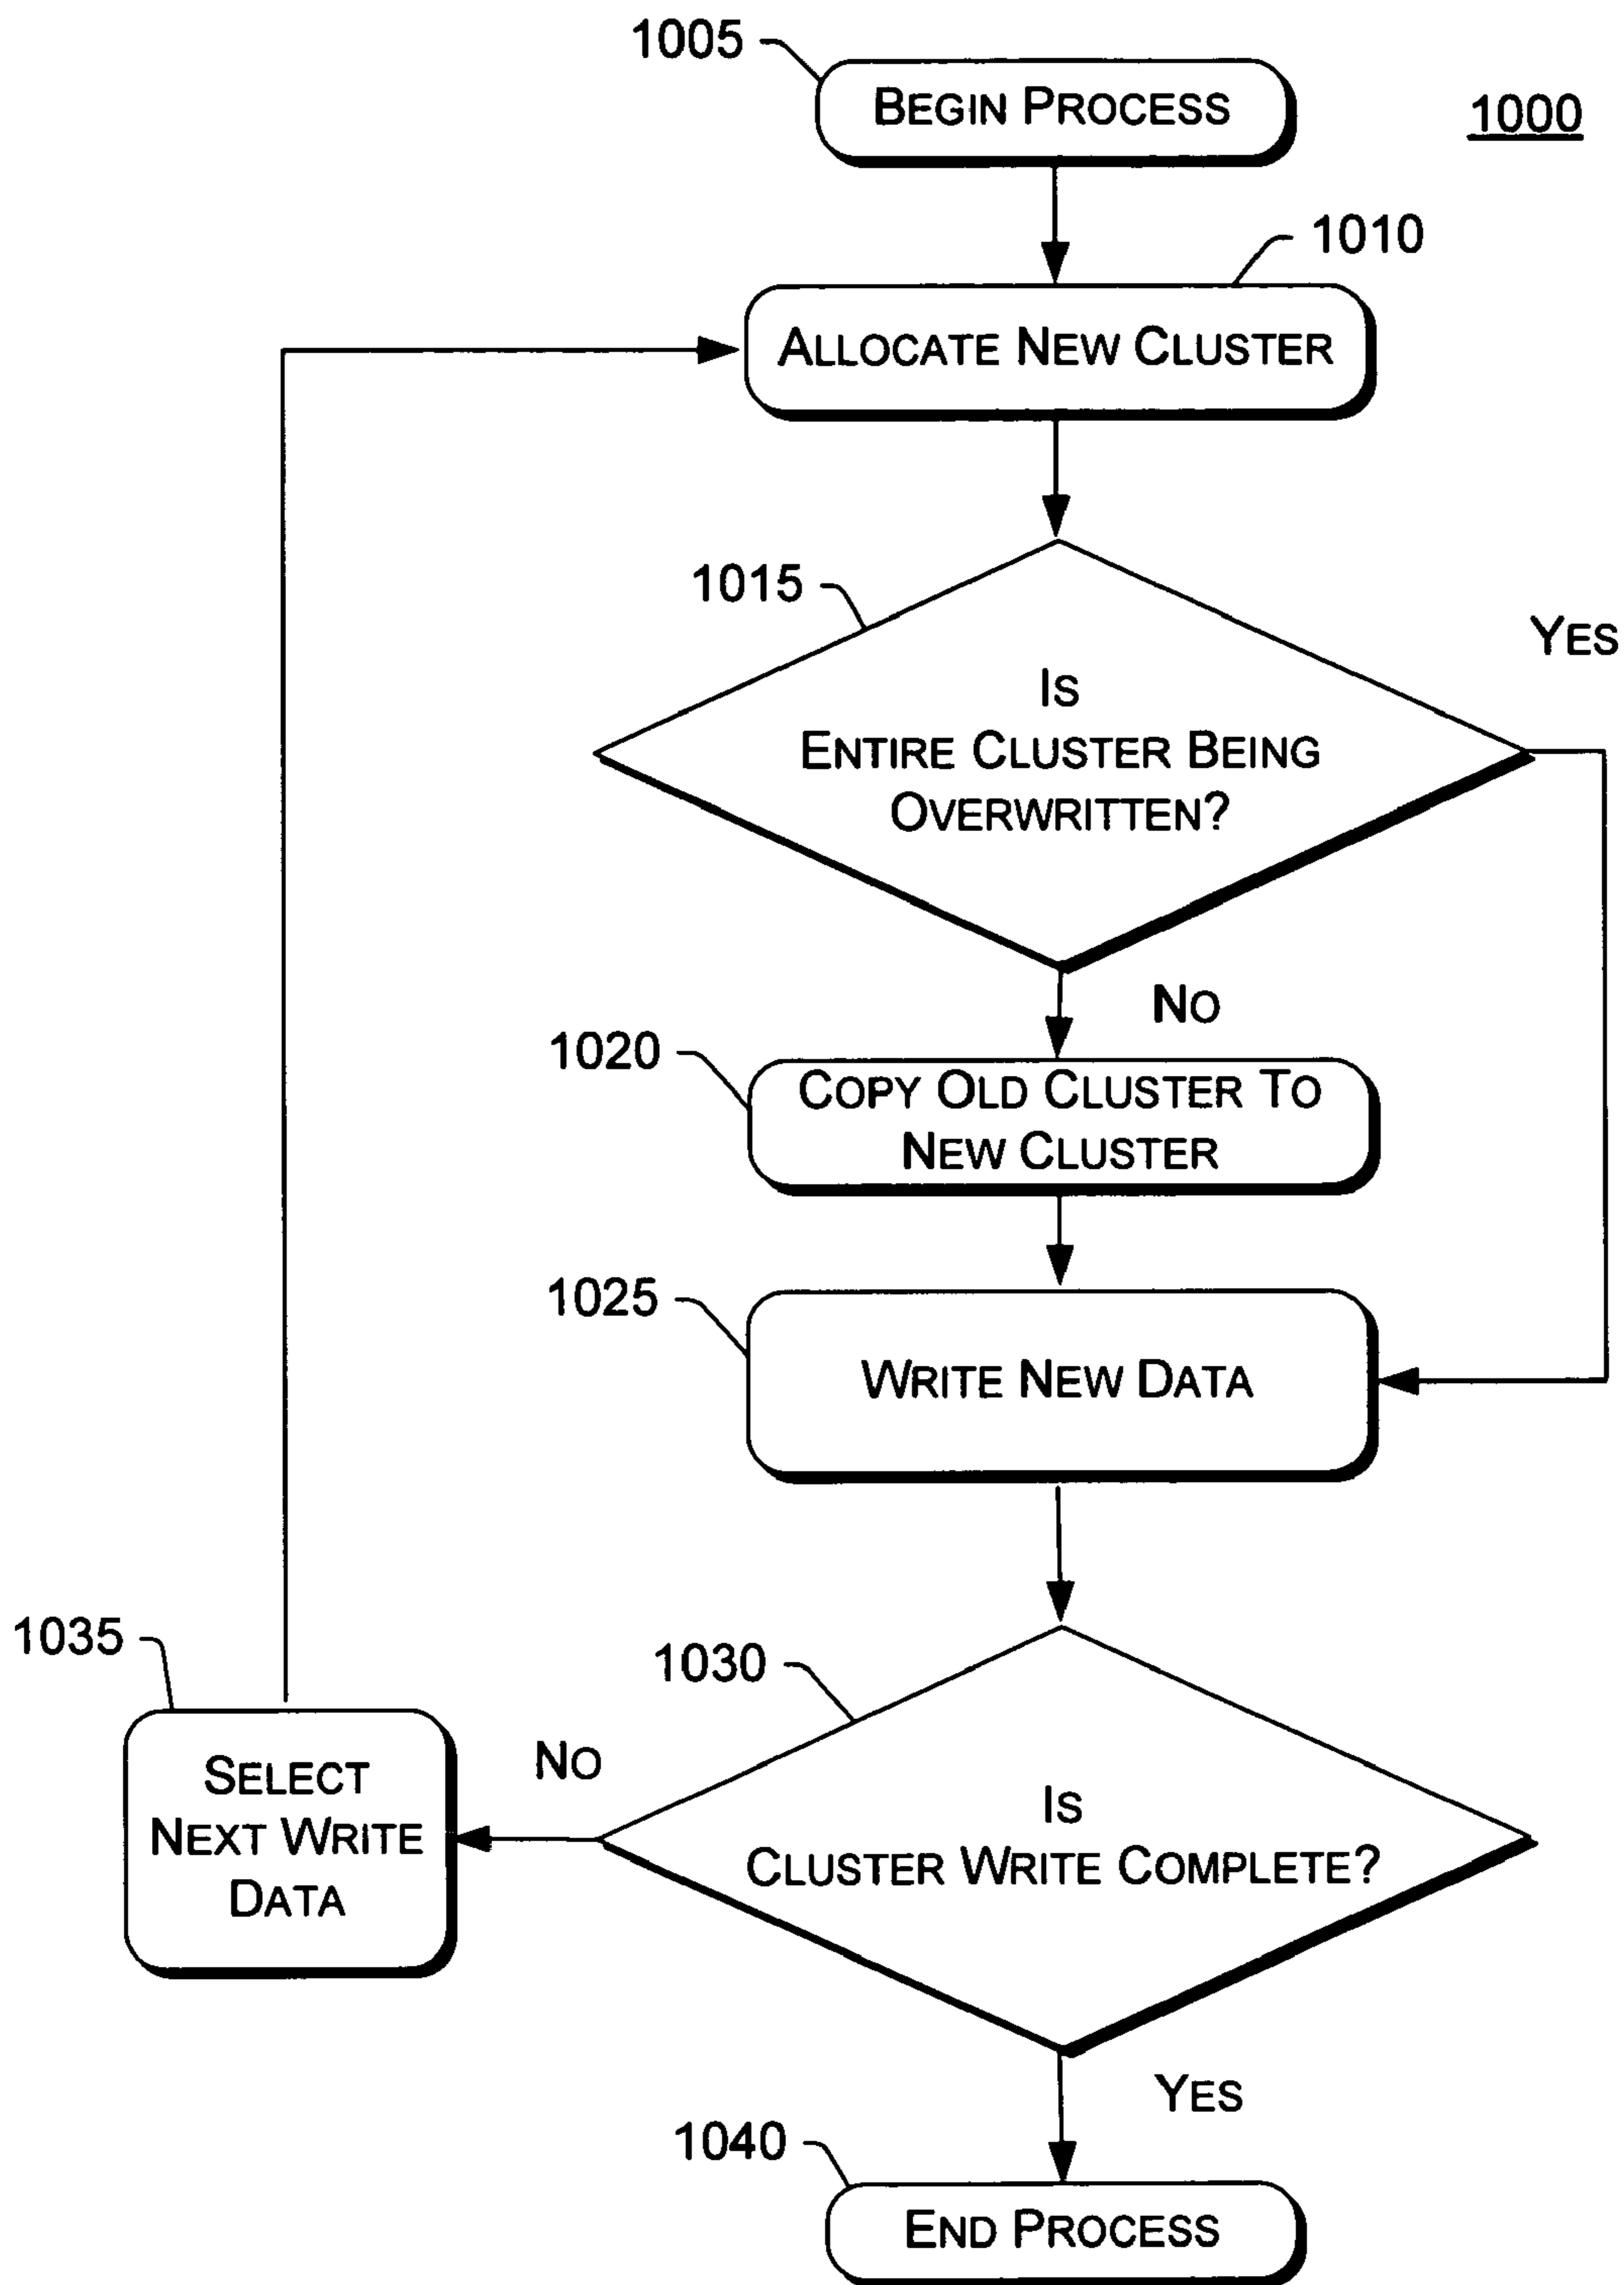 1005
BEGIN PROCESS
1000
1010
ALLOCATE NEW CLUSTER
1015
YES
IS
ENTIRE CLUSTER BEING
OVERWRITTEN?
NO
1020
COPY OLD CLUSTER TO
NEW CLUSTER
1025
WRITE NEW DATA
1035
1030
SELECT
NEXT WRITE
DATA
NO
IS
CLUSTER WRITE COMPLETE?
YES
1040
END PROCESS